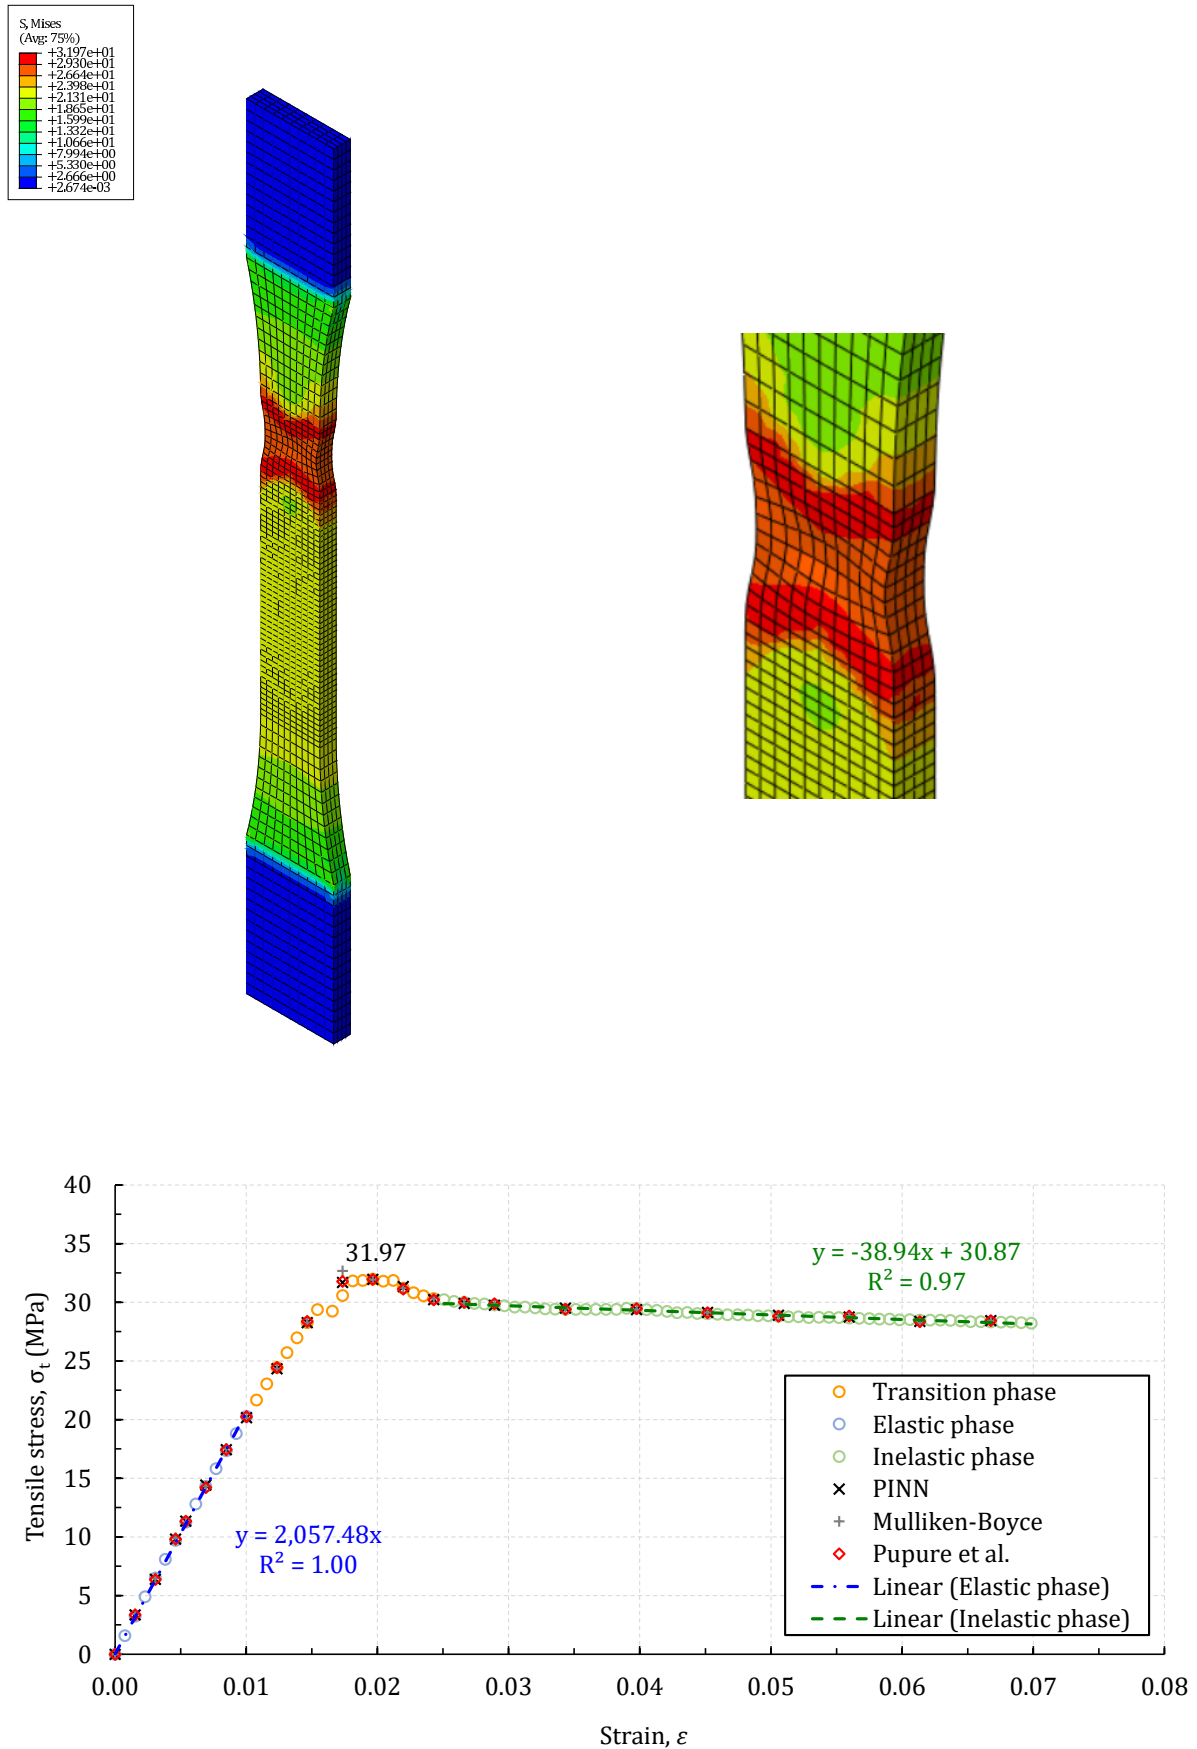 S, Mises
(Avg: 75%)
+3.197e+01
+2.930e+01
+2.664e+01
+2.398e+01
+2.131e+01
+1.865e+01
+1.599e+01
+1.332e+01
+1.066e+01
+7.994e+00
+5.330e+00
+2.666e+00
+2.674e-03
40
35
30
25
20
15
10
5
0
Tensile stress, σt (MPa)
31.97
y = -38.94x + 30.87
R² = 0.97
y = 2,057.48x
R² = 1.00
Transition phase
Elastic phase
Inelastic phase
PINN
Mulliken-Boyce
Pupure et al.
Linear (Elastic phase)
Linear (Inelastic phase)
0.00 0.01 0.02 0.03 0.04 0.05 0.06 0.07 0.08
Strain, ε